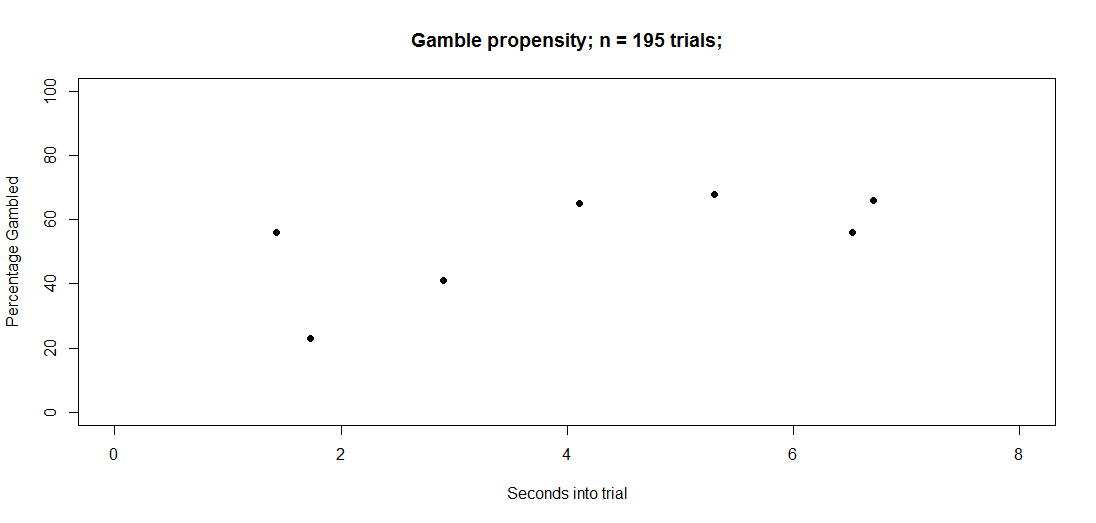 Gamble propensity; n = 195 trials;
Percentage Gambled
100
80
60
40
20
0
0 2 4 6 8
Seconds into trial